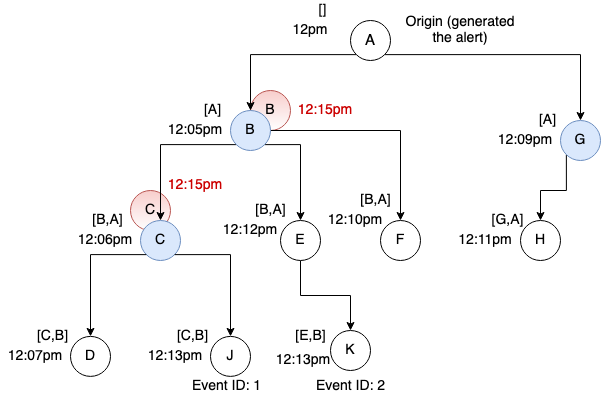 []
12pm
A
Origin (generated
the alert)
[A]
12:05pm
B
B
12:15pm
[A]
12:09pm
G
12:15pm
C
[B,A]
12:06pm
C
[B,A]
12:12pm
E
[B,A]
12:10pm
F
[G,A]
12:11pm
H
[C,B]
12:07pm
D
[C,B]
12:13pm
J
Event ID: 1
[E,B]
12:13pm
K
Event ID: 2